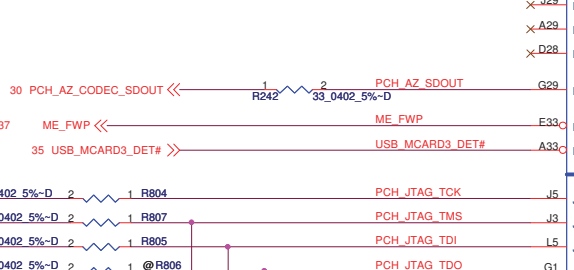 J29
A29
D28
30 PCH_AZ_CODEC_SDOUT 1 2 PCH_AZ_SDOUT G29
R242 33_0402_5%~D
37 ME_FWP ME_FWP E33
35 USB_MCARD3_DET# USB_MCARD3_DET# A33
402_5%~D 2 1 R804 PCH_JTAG_TCK J5
0402_5%~D 2 1 R807 PCH_JTAG_TMS J3
0402_5%~D 2 1 R805 PCH_JTAG_TDI L5
0402_5%~D 2 1 @R806 PCH_JTAG_TDO G1